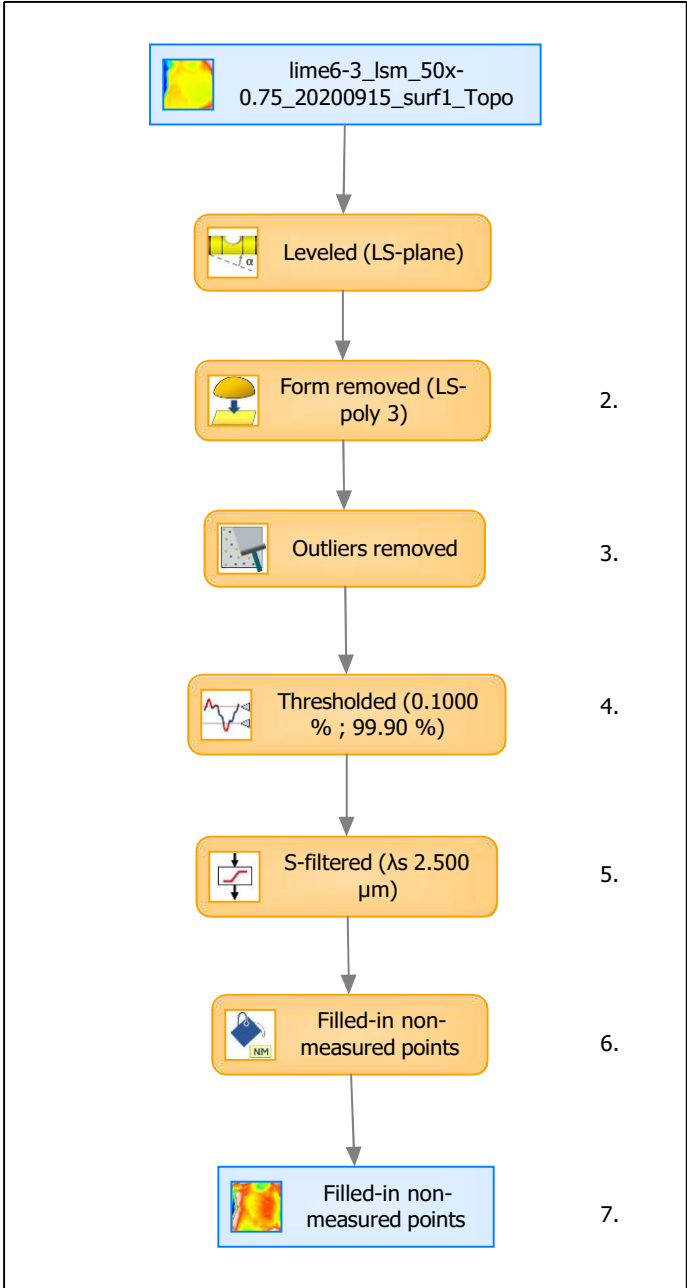 lime6-3_lsm_50x-
0.75_20200915_surf1_Topo
α
Leveled (LS-plane)
Form removed (LS-
poly 3)
2.
Outliers removed
3.
Thresholded (0.1000
% ; 99.90 %)
4.
S-filtered (λs 2.500
µm)
5.
NM
Filled-in non-
measured points
6.
Filled-in non-
measured points
7.